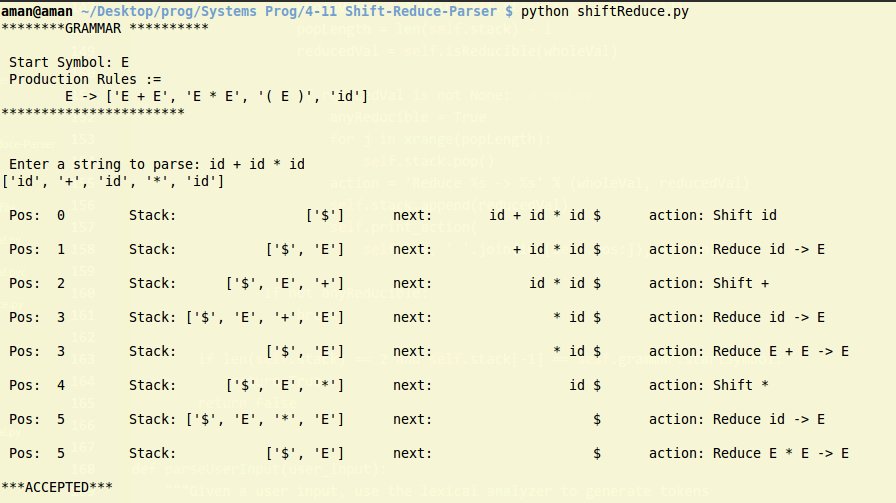 aman@aman ~/Desktop/prog/Systems Prog/4-11 Shift-Reduce-Parser $ python shiftReduce.py
********GRAMMAR **********
Start Symbol: E
Production Rules :=
E -> ['E + E', 'E * E', '( E )', 'id']
***********************
Enter a string to parse: id + id * id
['id', '+', 'id', '*', 'id']
Pos: 0 Stack: ['$'] next: id + id * id $ action: Shift id
Pos: 1 Stack: ['$', 'E'] next: + id * id $ action: Reduce id -> E
Pos: 2 Stack: ['$', 'E', '+'] next: id * id $ action: Shift +
Pos: 3 Stack: ['$', 'E', '+', 'E'] next: * id $ action: Reduce id -> E
Pos: 3 Stack: ['$', 'E'] next: * id $ action: Reduce E + E -> E
Pos: 4 Stack: ['$', 'E', '*'] next: id $ action: Shift *
Pos: 5 Stack: ['$', 'E', '*', 'E'] next: $ action: Reduce id -> E
Pos: 5 Stack: ['$', 'E'] next: $ action: Reduce E * E -> E
***ACCEPTED***